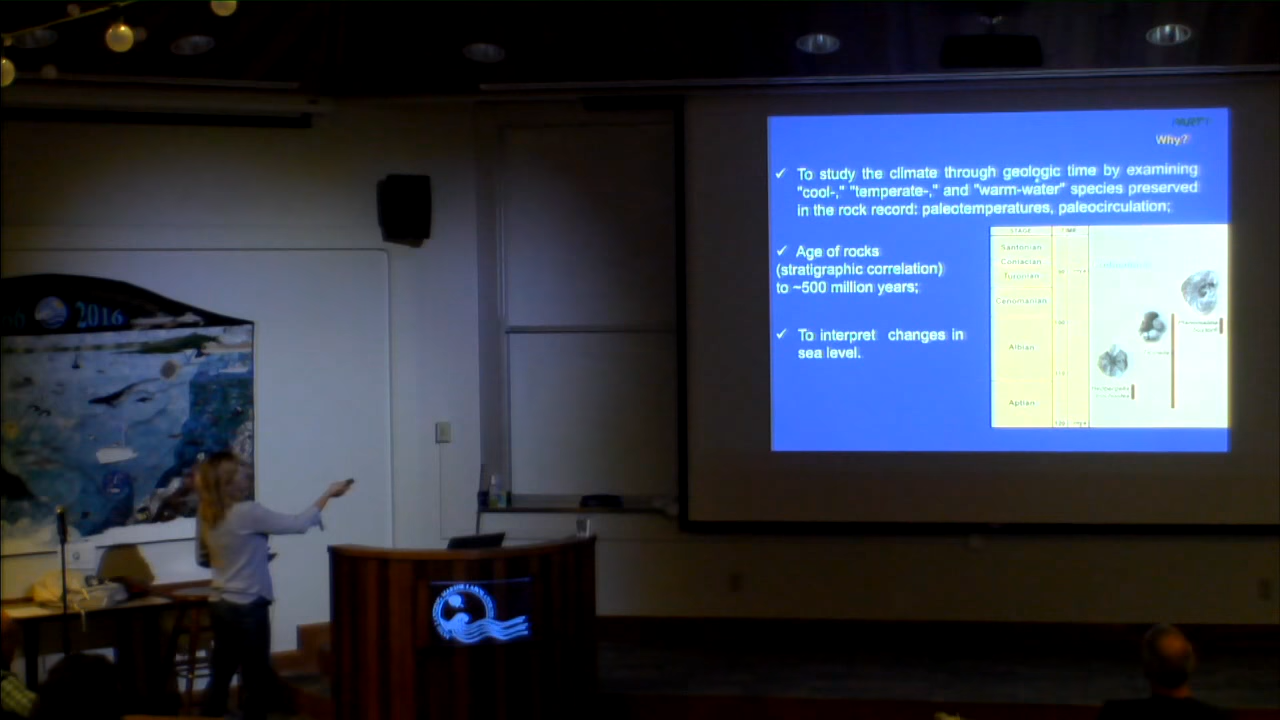 PART I
Why?
✓ To study the climate through geologic time by examining
"cool-," "temperate-," and "warm-water" species preserved
in the rock record: paleotemperatures, paleocirculation;
✓ Age of rocks
(stratigraphic correlation)
to ~500 million years;
✓ To interpret changes in
sea level.
STAGE TIME
Santonian
Coniacian
Turonian
Cenomanian
Albian
Aptian
2016